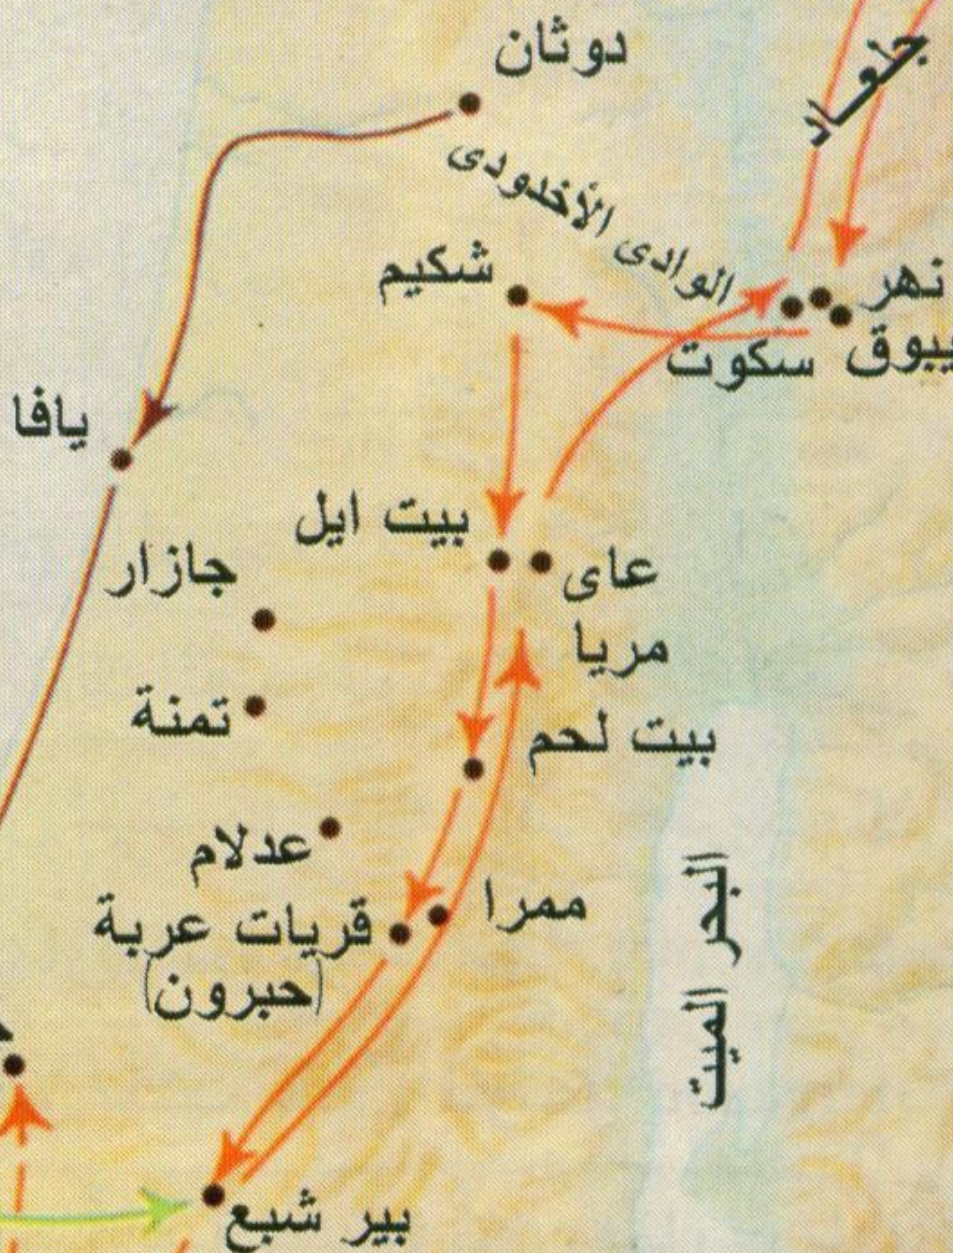 دوثان
جلعاد
الوادى الأخدودى
شكيم
نهر
يبوق
سكوت
يافا
بيت ايل
عاى
جازار
مريا
تمنة
بيت لحم
عدلام
ممرا
قريات عربة
(حبرون)
البحر الميت
بير شبع